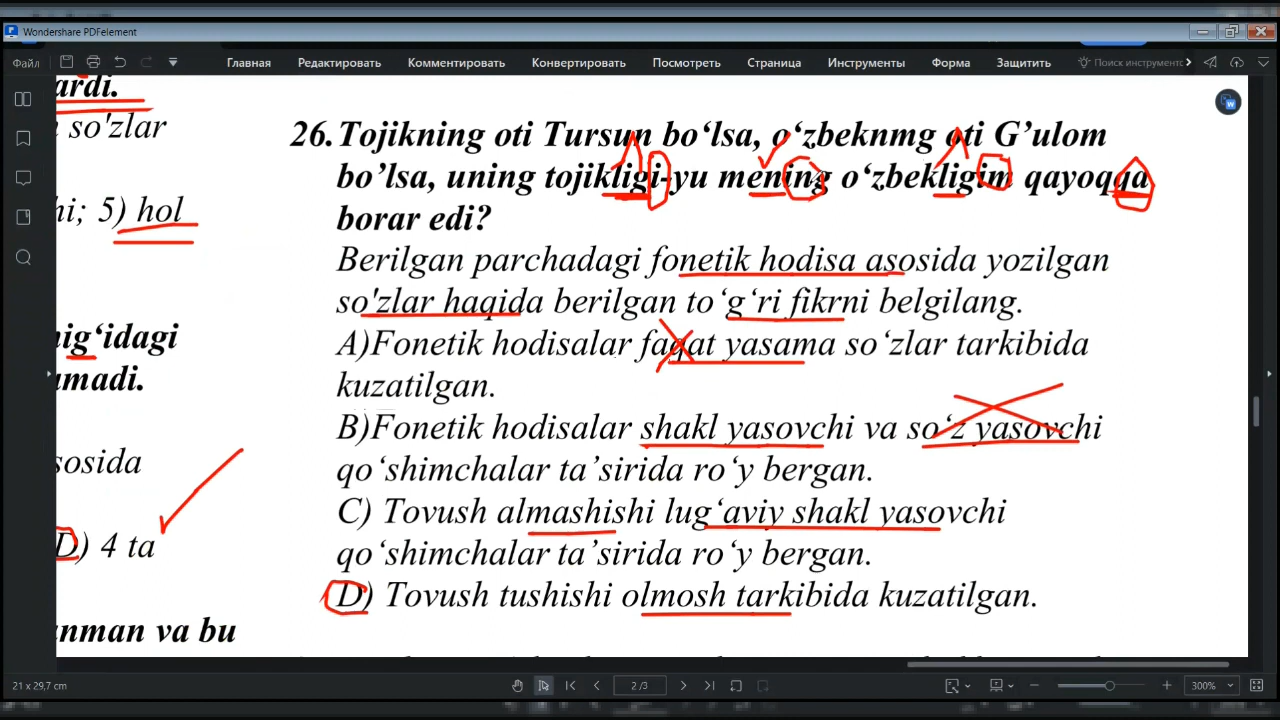 Wondershare PDFelement
Файл
Главная
Редактировать
Комментировать
Конвертировать
Посмотреть
Страница
Инструменты
Форма
Защитить
Поиск инструменто
ardi.
so'zlar
hi; 5) hol
nig‘idagi
amadi.
sosida
D) 4 ta
anman va bu
26.Tojikning oti Tursun bo‘lsa, o‘zbeknmg oti G’ulom
bo’lsa, uning tojikligi-yu mening o‘zbekligim qayoqqa
borar edi?
Berilgan parchadagi fonetik hodisa asosida yozilgan
so'zlar haqida berilgan to‘g‘ri fikrni belgilang.
A)Fonetik hodisalar faqat yasama so‘zlar tarkibida
kuzatilgan.
B)Fonetik hodisalar shakl yasovchi va so‘z yasovchi
qo‘shimchalar ta’sirida ro‘y bergan.
C) Tovush almashishi lug‘aviy shakl yasovchi
qo‘shimchalar ta’sirida ro‘y bergan.
D) Tovush tushishi olmosh tarkibida kuzatilgan.
21 x 29,7 cm
2 /3
300%